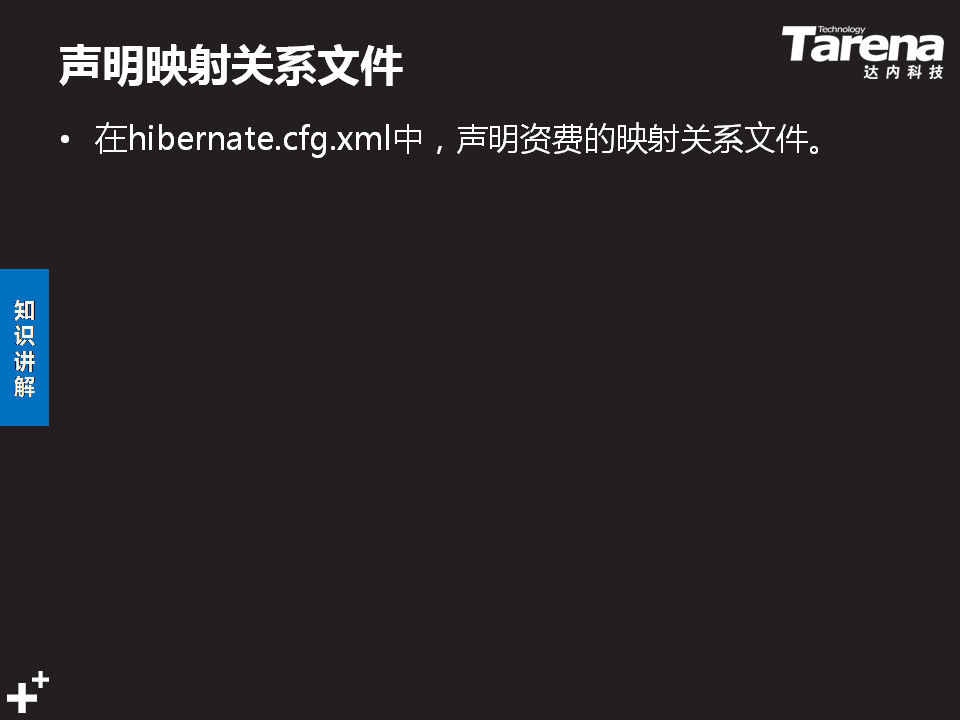 声明映射关系文件
Technology
Tarena
达内科技
• 在hibernate.cfg.xml中，声明资费的映射关系文件。
知
识
讲
解